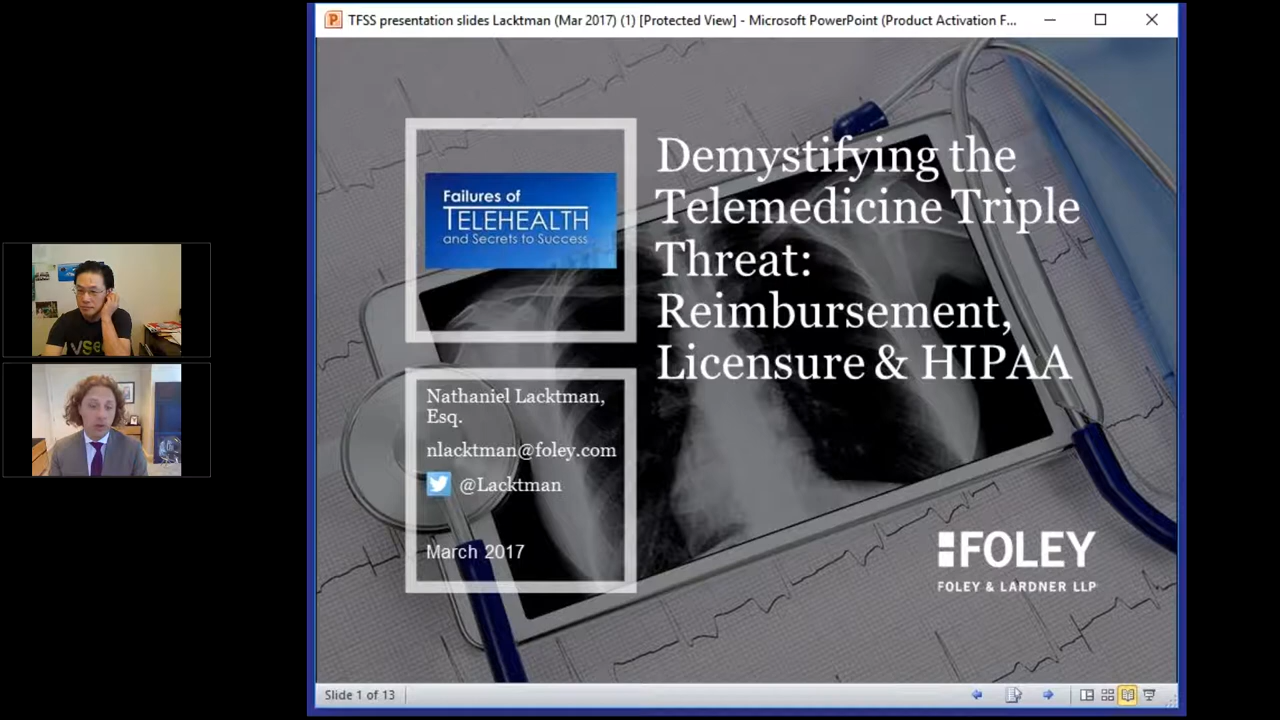 TFSS presentation slides Lacktman (Mar 2017) (1) [Protected View] - Microsoft PowerPoint (Product Activation F...
Failures of
TELEHEALTH
and Secrets to Success
Demystifying the
Telemedicine Triple
Threat:
Reimbursement,
Licensure & HIPAA
Nathaniel Lacktman,
Esq.
nlacktman@foley.com
@Lacktman
March 2017
FOLEY
FOLEY & LARDNER LLP
Slide 1 of 13